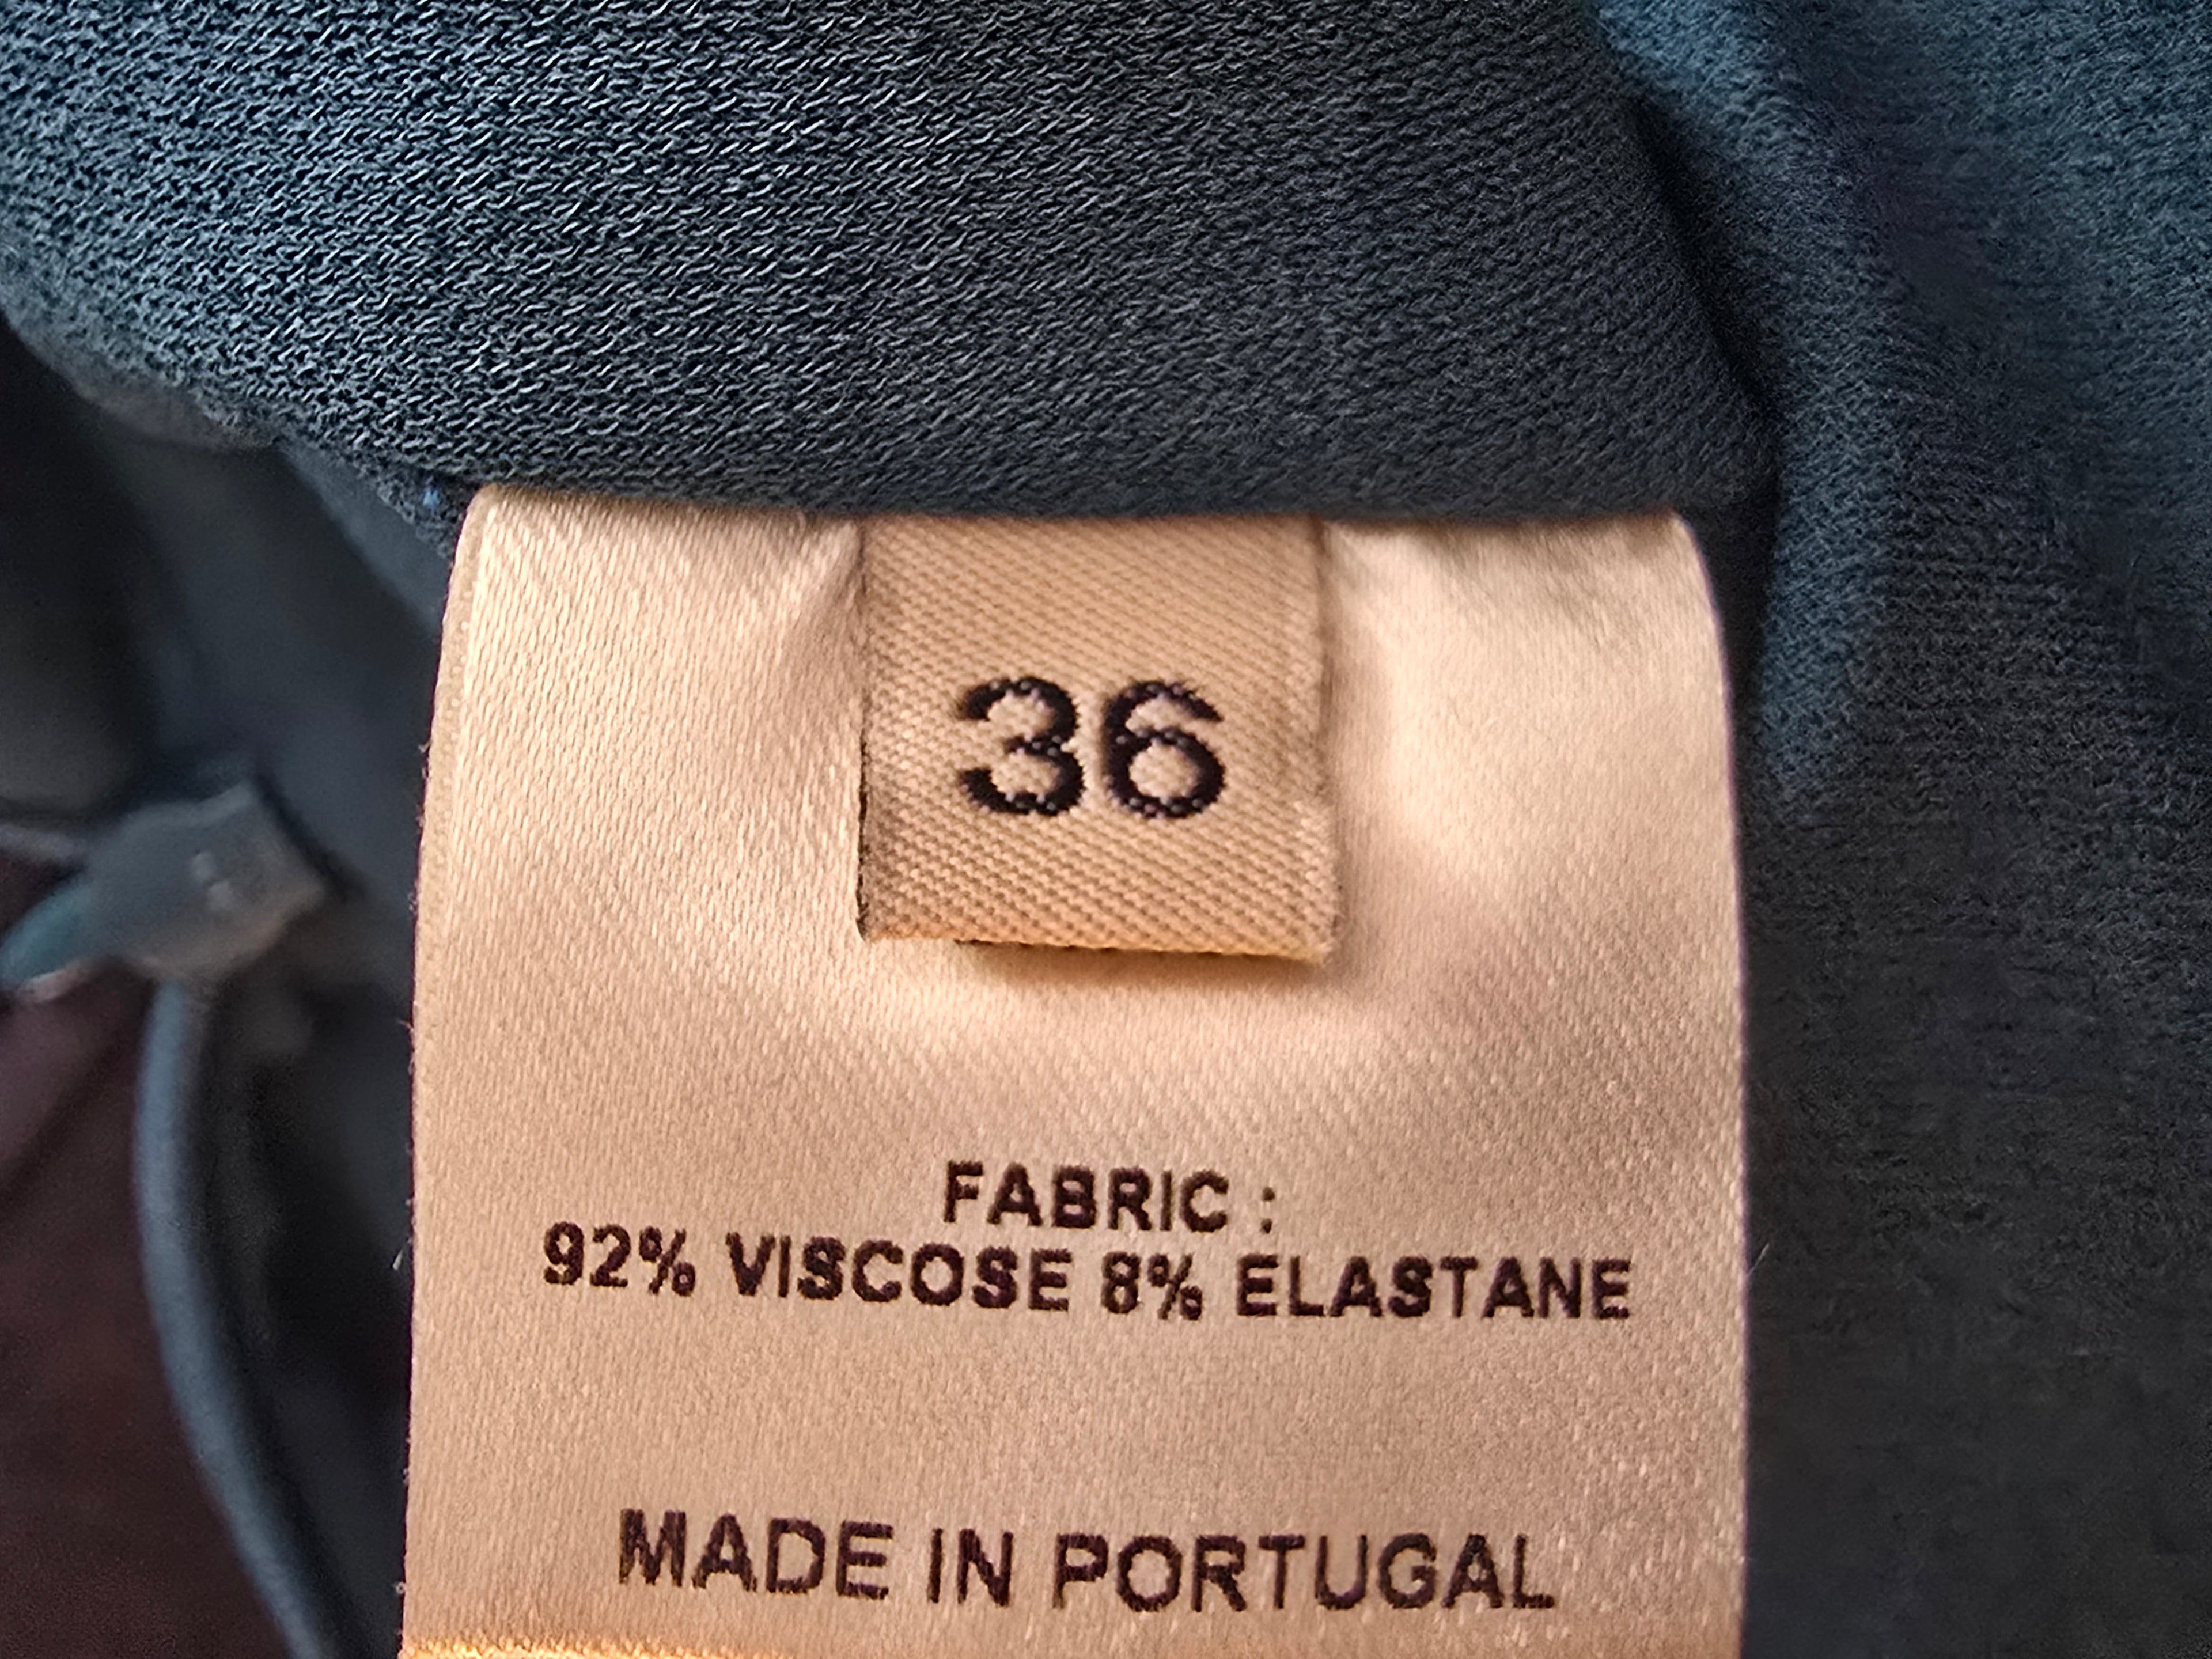 36
FABRIC :
92% VISCOSE 8% ELASTANE
MADE IN PORTUGAL